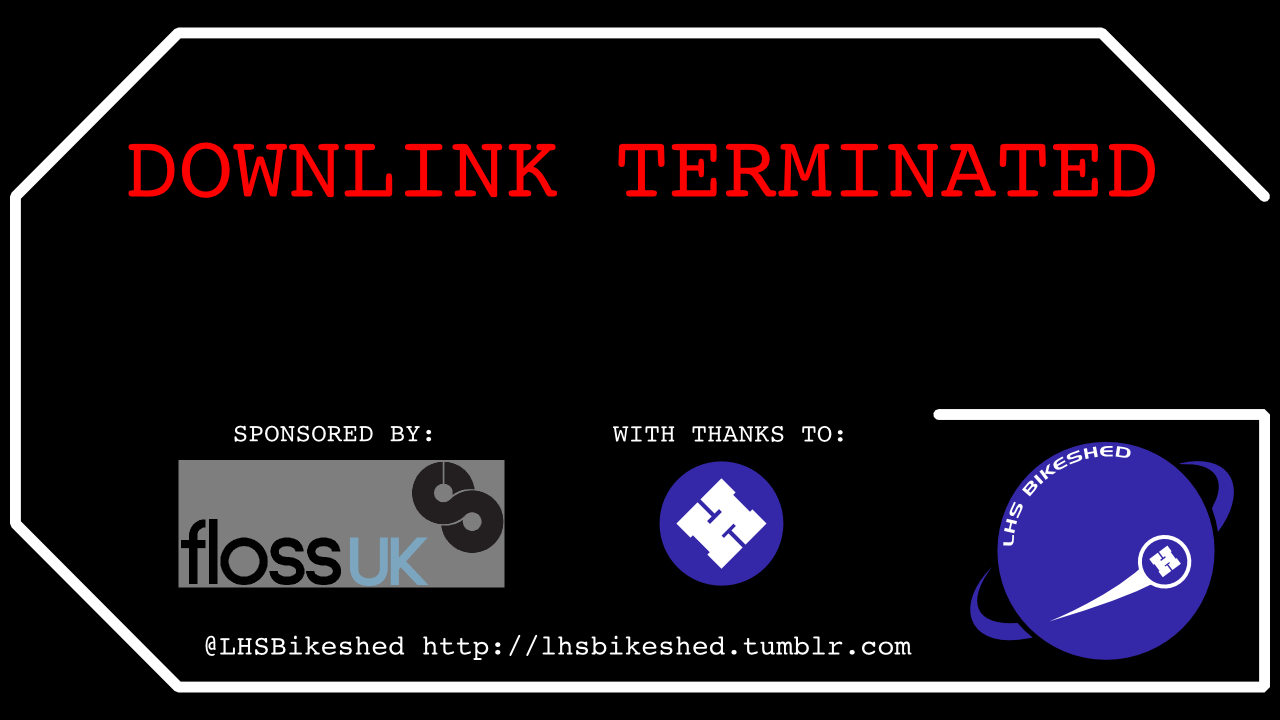 DOWNLINK TERMINATED
SPONSORED BY:
WITH THANKS TO:
flossUK
LHS BIKESHED
@LHSBikeshed http://lhsbikeshed.tumblr.com